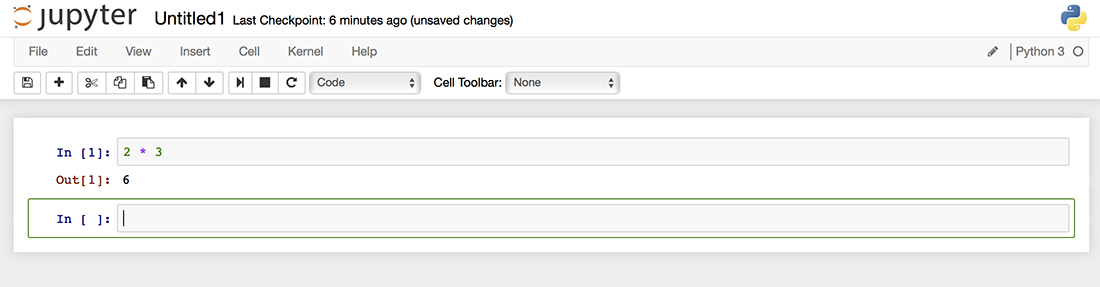 jupyter Untitled1 Last Checkpoint: 6 minutes ago (unsaved changes)
File Edit View Insert Cell Kernel Help Python 3
Code Cell Toolbar: None
In [1]: 2 * 3
Out[1]: 6
In [ ]: